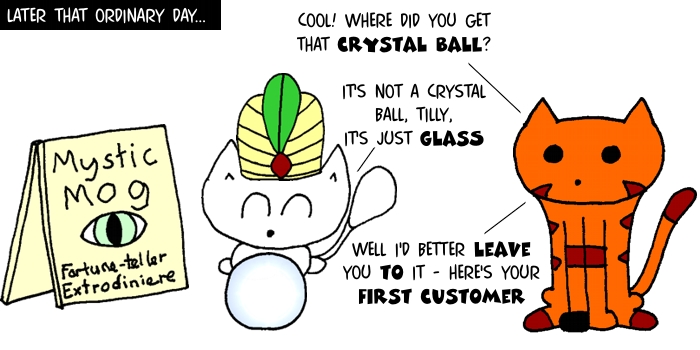 LATER THAT ORDINARY DAY...
COOL! WHERE DID YOU GET
THAT CRYSTAL BALL?
IT'S NOT A CRYSTAL
BALL, TILLY,
IT'S JUST GLASS
Mystic
MOG
Fortune-teller
Extrodiniere
WELL I'D BETTER LEAVE
YOU TO IT - HERE'S YOUR
FIRST CUSTOMER